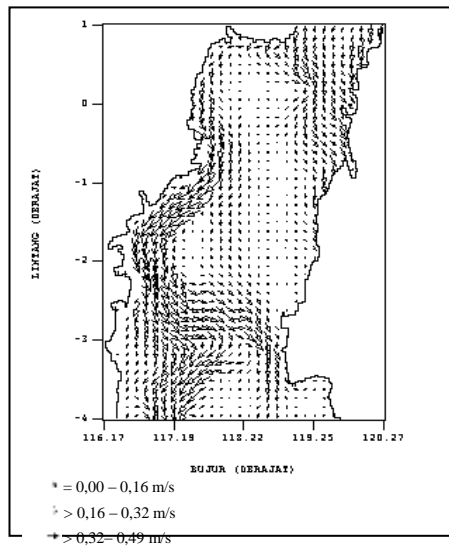 1
0
-1
-2
-3
-4
LINTANG (DERAJAT)
116.17 117.19 118.22 119.25 120.27
BUJUR (DERAJAT)
= 0,00 – 0,16 m/s
> 0,16 – 0,32 m/s
> 0,32– 0,49 m/s